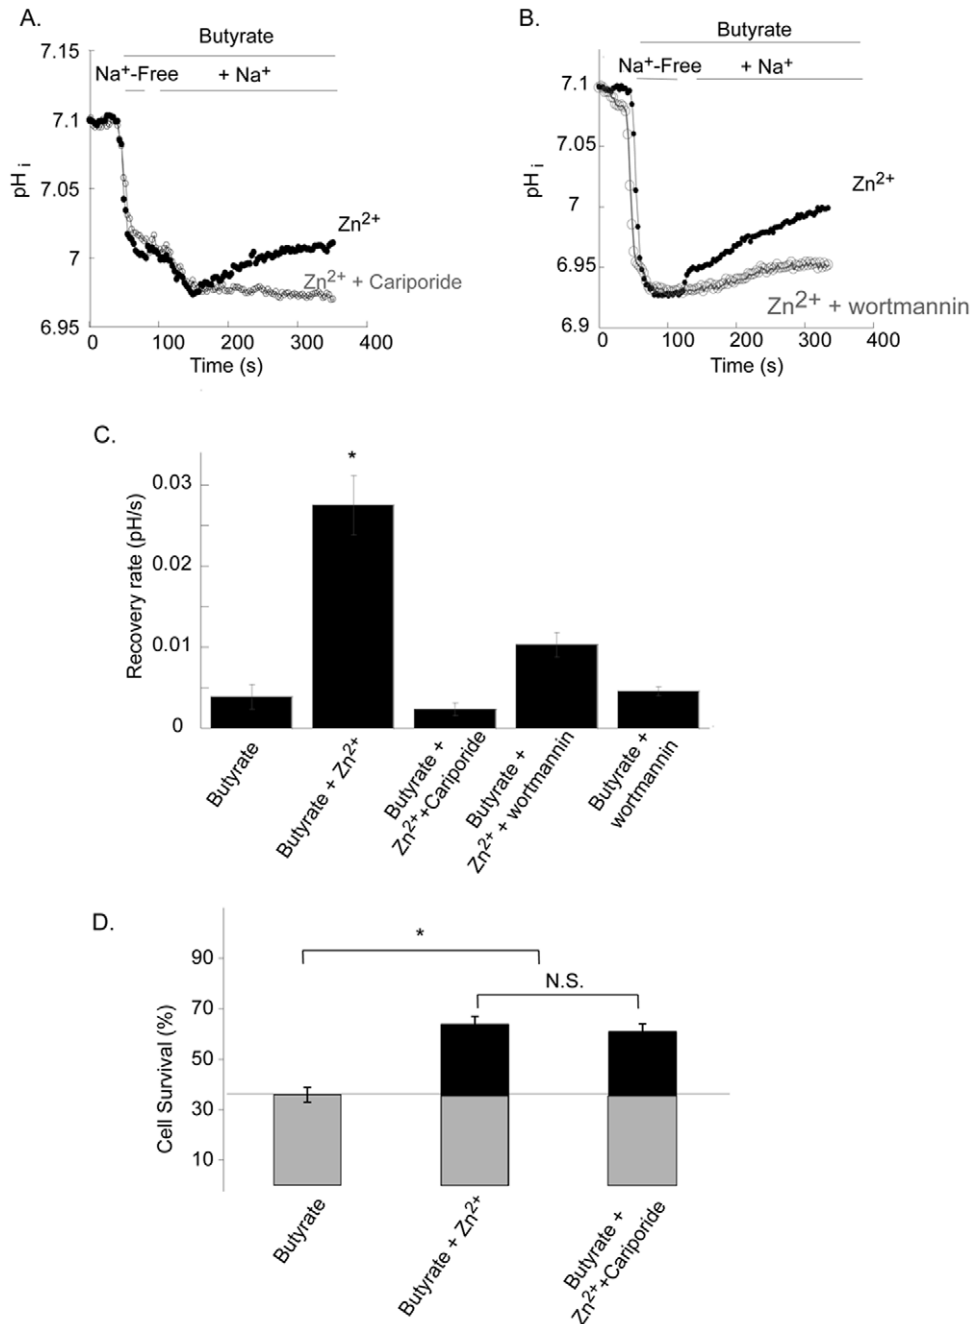 A.
Butyrate
Na⁺-Free
+ Na⁺
7.15
7.1
7.05
7
6.95
pH i
Zn²⁺
Zn²⁺ + Cariporide
0
100
200
300
400
Time (s)
B.
Butyrate
Na⁺-Free
+ Na⁺
7.1
7.05
7
6.95
6.9
pH i
Zn²⁺
Zn²⁺ + wortmannin
0
100
200
300
400
Time (s)
C.
*
0.03
0.02
0.01
0
Recovery rate (pH/s)
Butyrate
Butyrate + Zn²⁺
Butyrate +
Zn²⁺+Cariporide
Butyrate +
Zn²⁺ + wortmannin
Butyrate +
wortmannin
D.
*
N.S.
90
70
50
30
10
Cell Survival (%)
Butyrate
Butyrate + Zn²⁺
Butyrate +
Zn²⁺+Cariporide